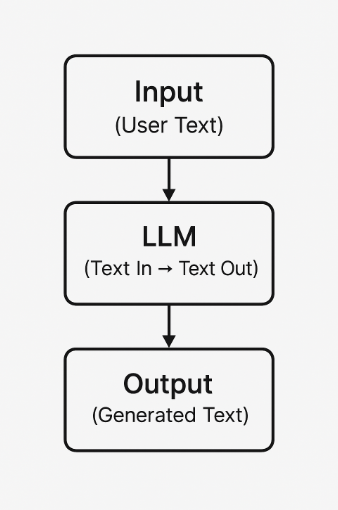 Input
(User Text)
LLM
(Text In → Text Out)
Output
(Generated Text)